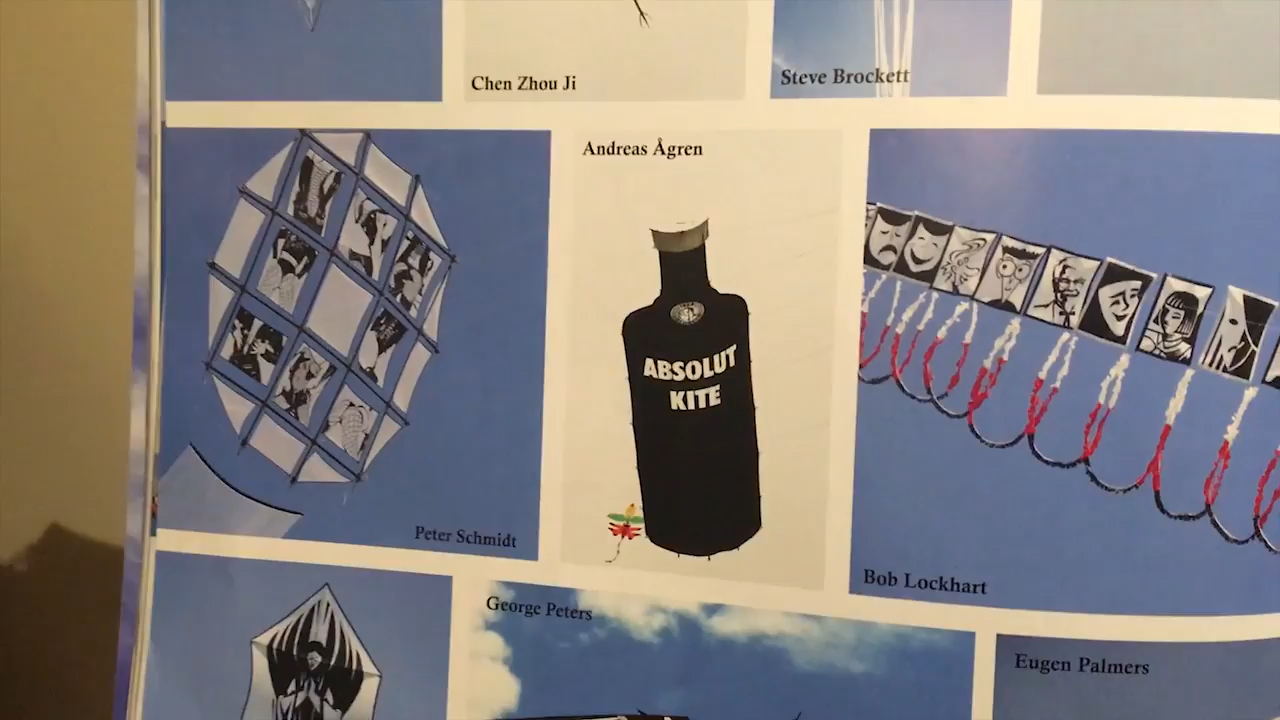 Chen Zhou Ji
Steve Brockett
Andreas Ågren
ABSOLUT
KITE
Peter Schmidt
Bob Lockhart
George Peters
Eugen Palmers